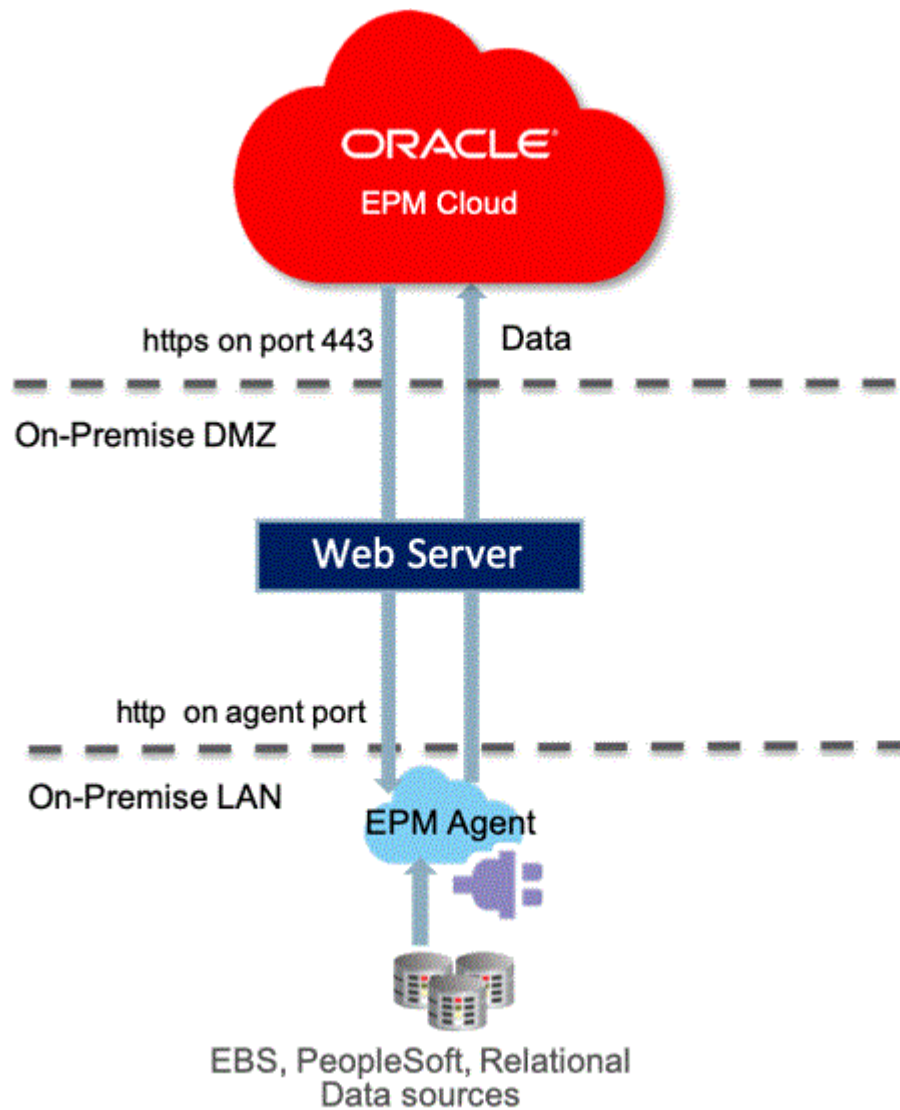 ORACLE®
EPM Cloud
https on port 443
Data
On-Premise DMZ
Web Server
http on agent port
On-Premise LAN
EPM Agent
EBS, PeopleSoft, Relational
Data sources